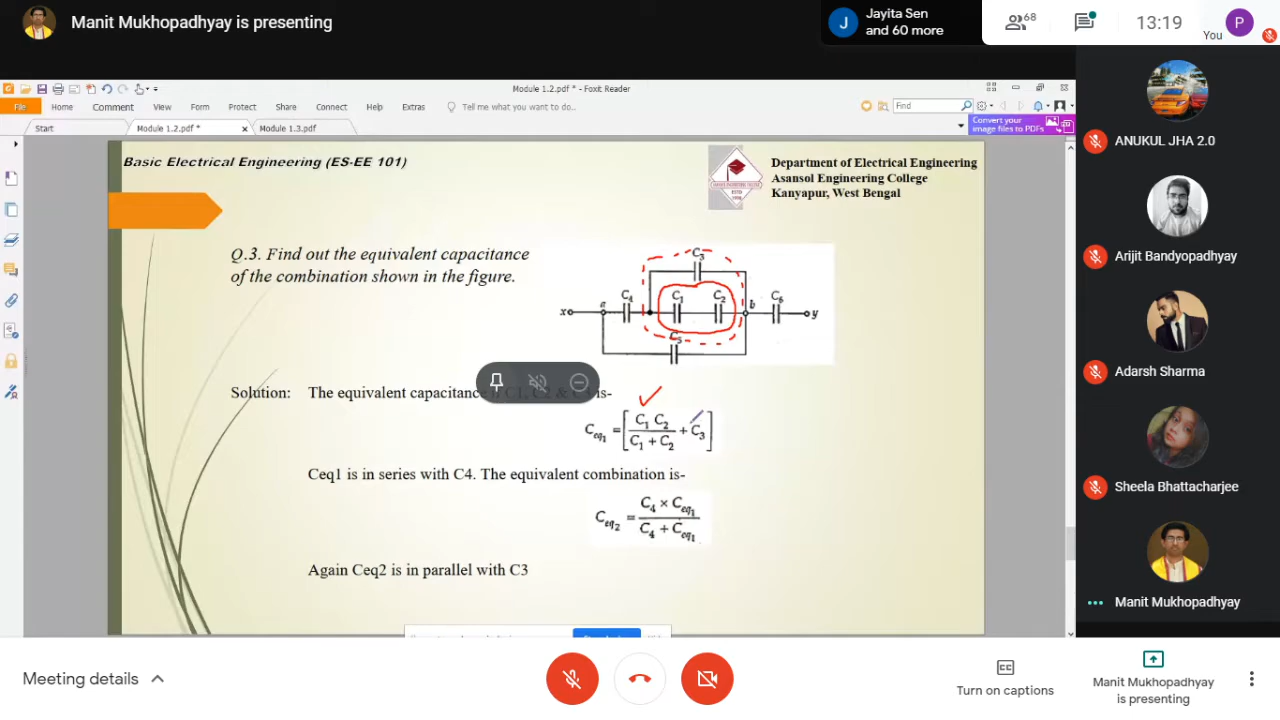 Manit Mukhopadhyay is presenting
J
Jayita Sen
and 60 more
68
13:19
You
P
Module 1.2.pdf * - Foxit Reader
File
Home
Comment
View
Form
Protect
Share
Connect
Help
Extras
Tell me what you want to do..
Find
Start
Module 1.2.pdf *
Module 1.3.pdf
Convert your
image files to PDFs
Basic Electrical Engineering (ES-EE 101)
Department of Electrical Engineering
Asansol Engineering College
Kanyapur, West Bengal
Q.3. Find out the equivalent capacitance
of the combination shown in the figure.
C3
C4
C1
C2
C6
x
a
b
y
C5
Solution:
The equivalent capacitance
C1, C2 & C3 is-
Ceq1 = [ C1 C2 / C1 + C2 + C3 ]
Ceq1 is in series with C4. The equivalent combination is-
Ceq2 = C4 × Ceq1 / C4 + Ceq1
Again Ceq2 is in parallel with C3
ANUKUL JHA 2.0
Arijit Bandyopadhyay
Adarsh Sharma
Sheela Bhattacharjee
Manit Mukhopadhyay
Meeting details
Turn on captions
Manit Mukhopadhyay
is presenting